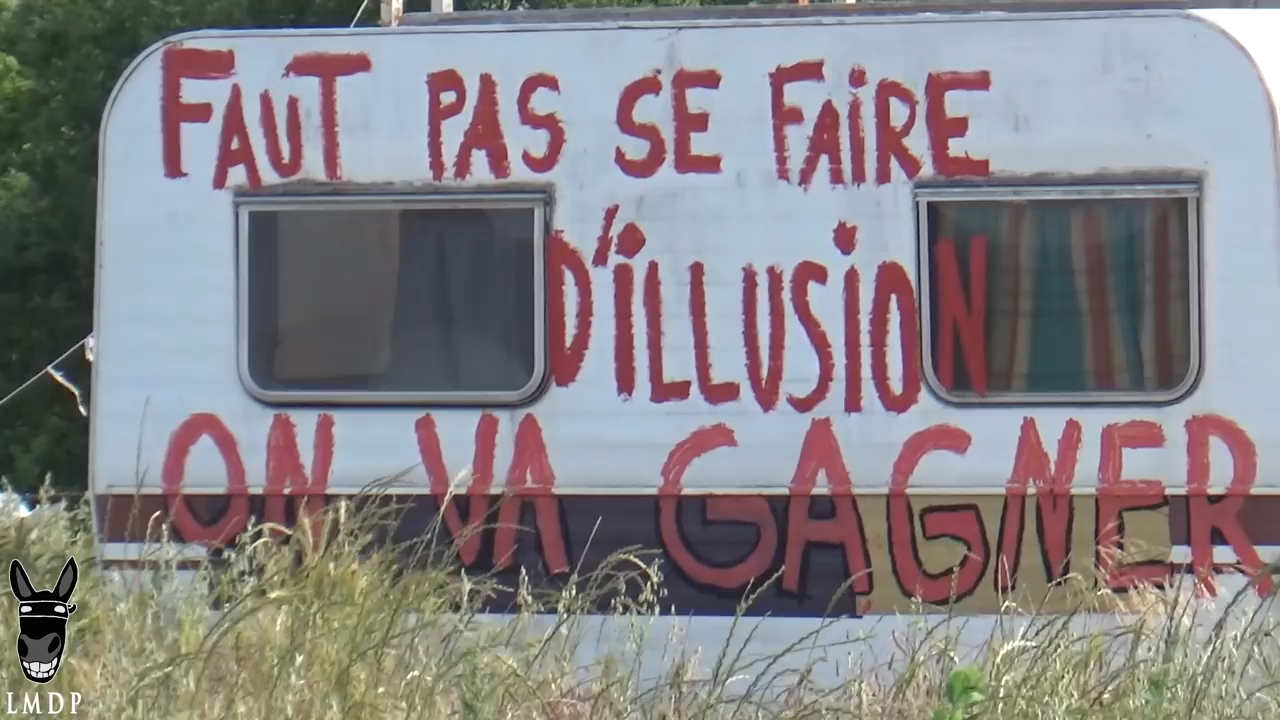 FAUT PAS SE FAiRE
D'iLLUSiON
ON VA GAGNER
LMDP